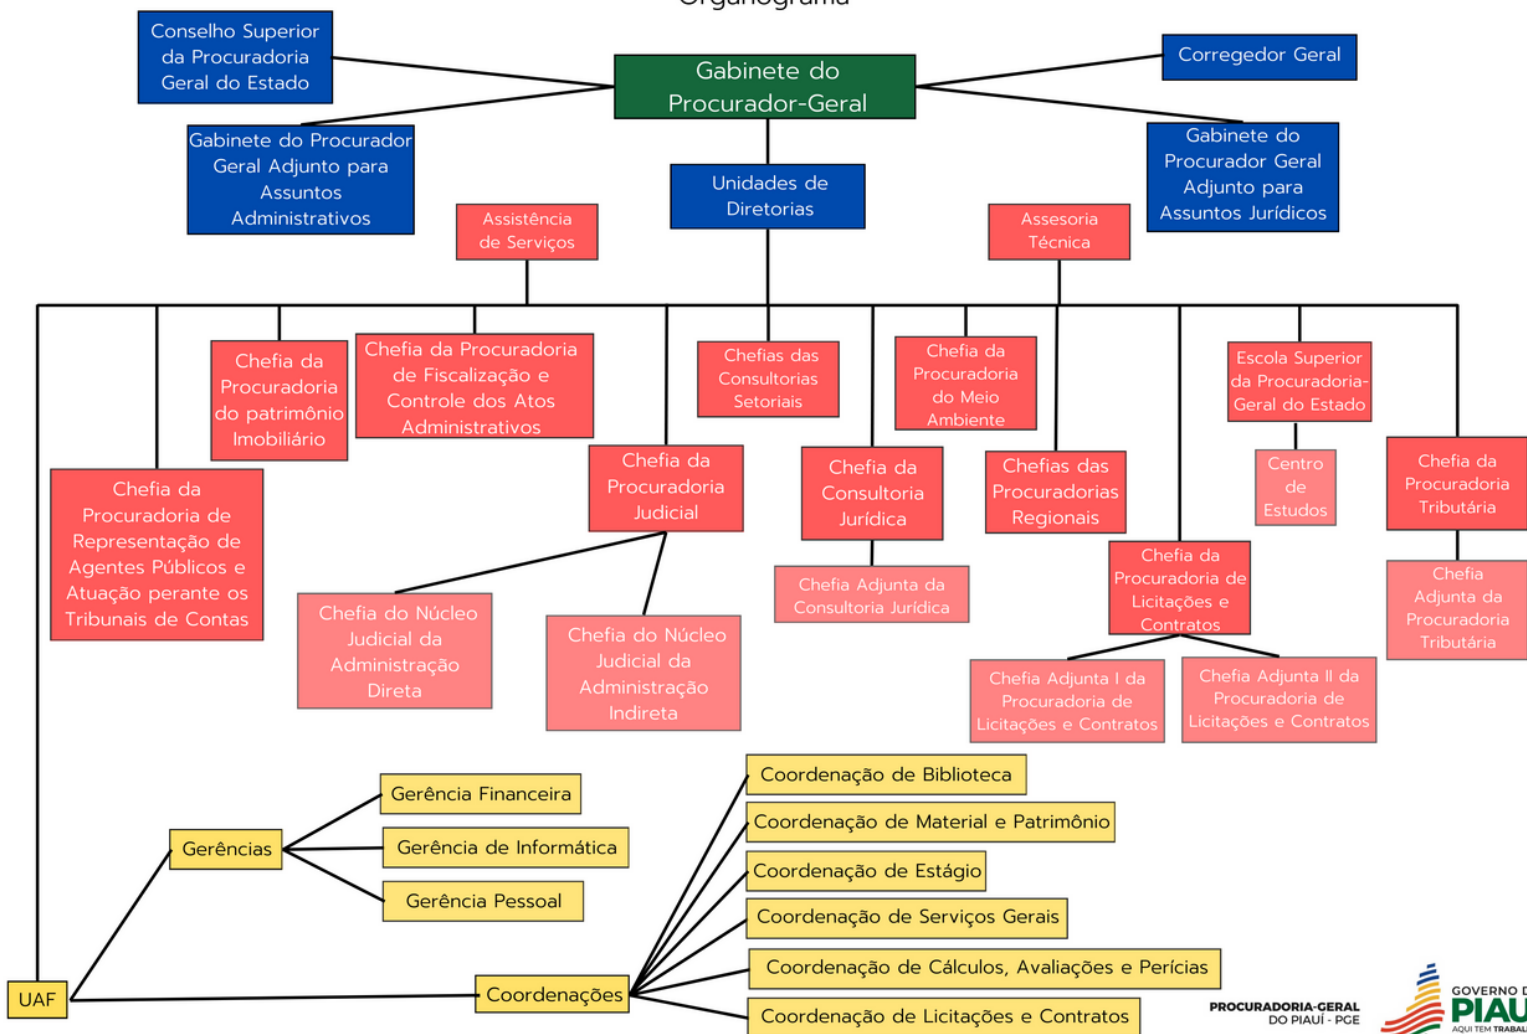 Organograma
Conselho Superior
da Procuradoria
Geral do Estado
Gabinete do
Procurador-Geral
Corregedor Geral
Gabinete do Procurador
Geral Adjunto para
Assuntos
Administrativos
Unidades de
Diretorias
Gabinete do
Procurador Geral
Adjunto para
Assuntos Jurídicos
Assistência
de Serviços
Assesoria
Técnica
Chefia da
Procuradoria
do patrimônio
Imobiliário
Chefia da Procuradoria
de Fiscalização e
Controle dos Atos
Administrativos
Chefias das
Consultorias
Setoriais
Chefia da
Procuradoria
do Meio
Ambiente
Escola Superior
da Procuradoria-
Geral do Estado
Chefia da
Procuradoria de
Representação de
Agentes Públicos e
Atuação perante os
Tribunais de Contas
Chefia da
Procuradoria
Judicial
Chefia da
Consultoria
Jurídica
Chefias das
Procuradorias
Regionais
Centro
de
Estudos
Chefia da
Procuradoria
Tributária
Chefia da
Procuradoria de
Licitações e
Contratos
Chefia Adjunta da
Consultoria Jurídica
Chefia
Adjunta da
Procuradoria
Tributária
Chefia do Núcleo
Judicial da
Administração
Direta
Chefia do Núcleo
Judicial da
Administração
Indireta
Chefia Adjunta I da
Procuradoria de
Licitações e Contratos
Chefia Adjunta II da
Procuradoria de
Licitações e Contratos
Gerências
Gerência Financeira
Gerência de Informática
Gerência Pessoal
Coordenação de Biblioteca
Coordenação de Material e Patrimônio
Coordenação de Estágio
Coordenação de Serviços Gerais
Coordenação de Cálculos, Avaliações e Perícias
Coordenação de Licitações e Contratos
UAF
Coordenações
PROCURADORIA-GERAL
DO PIAUÍ - PGE
GOVERNO D
PIAU
AQUI TEM TRABAL